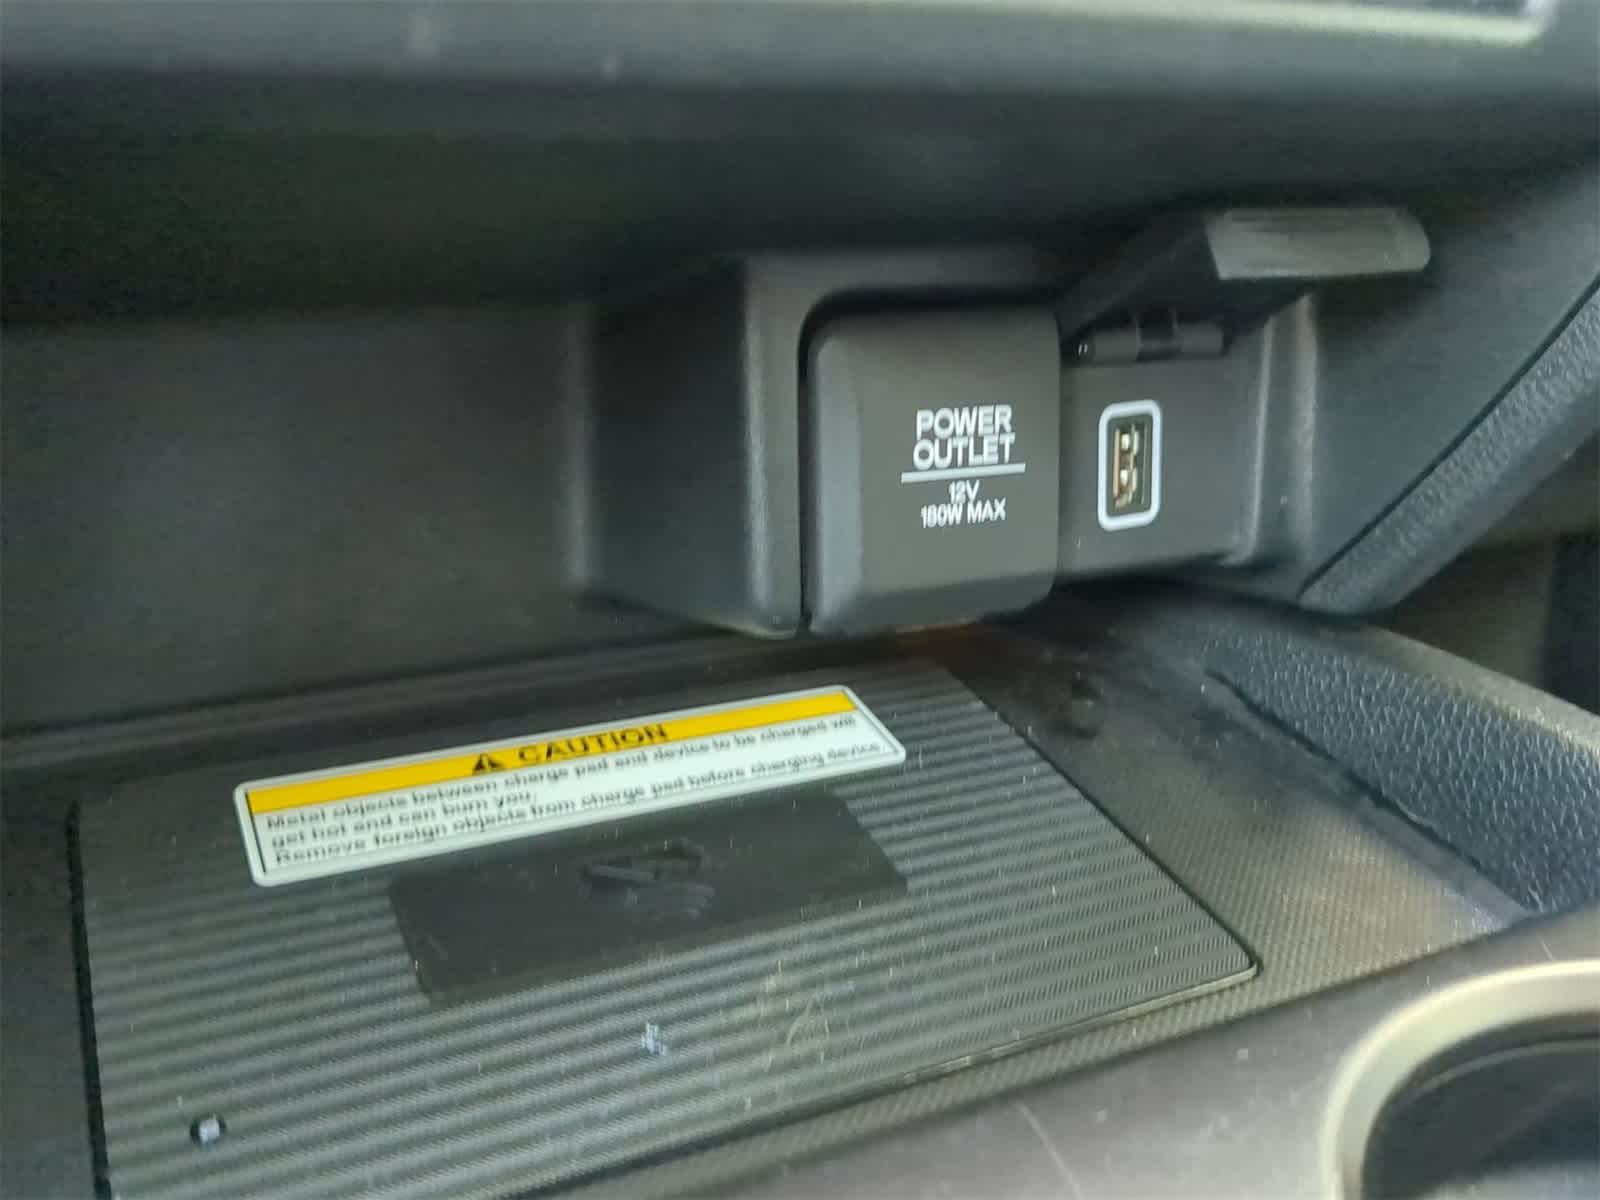 POWER
OUTLET
12V
180W MAX
CAUTION
Metal objects between charge pad and device to be charged will
get hot and can burn you.
Remove foreign objects from charge pad before charging device.